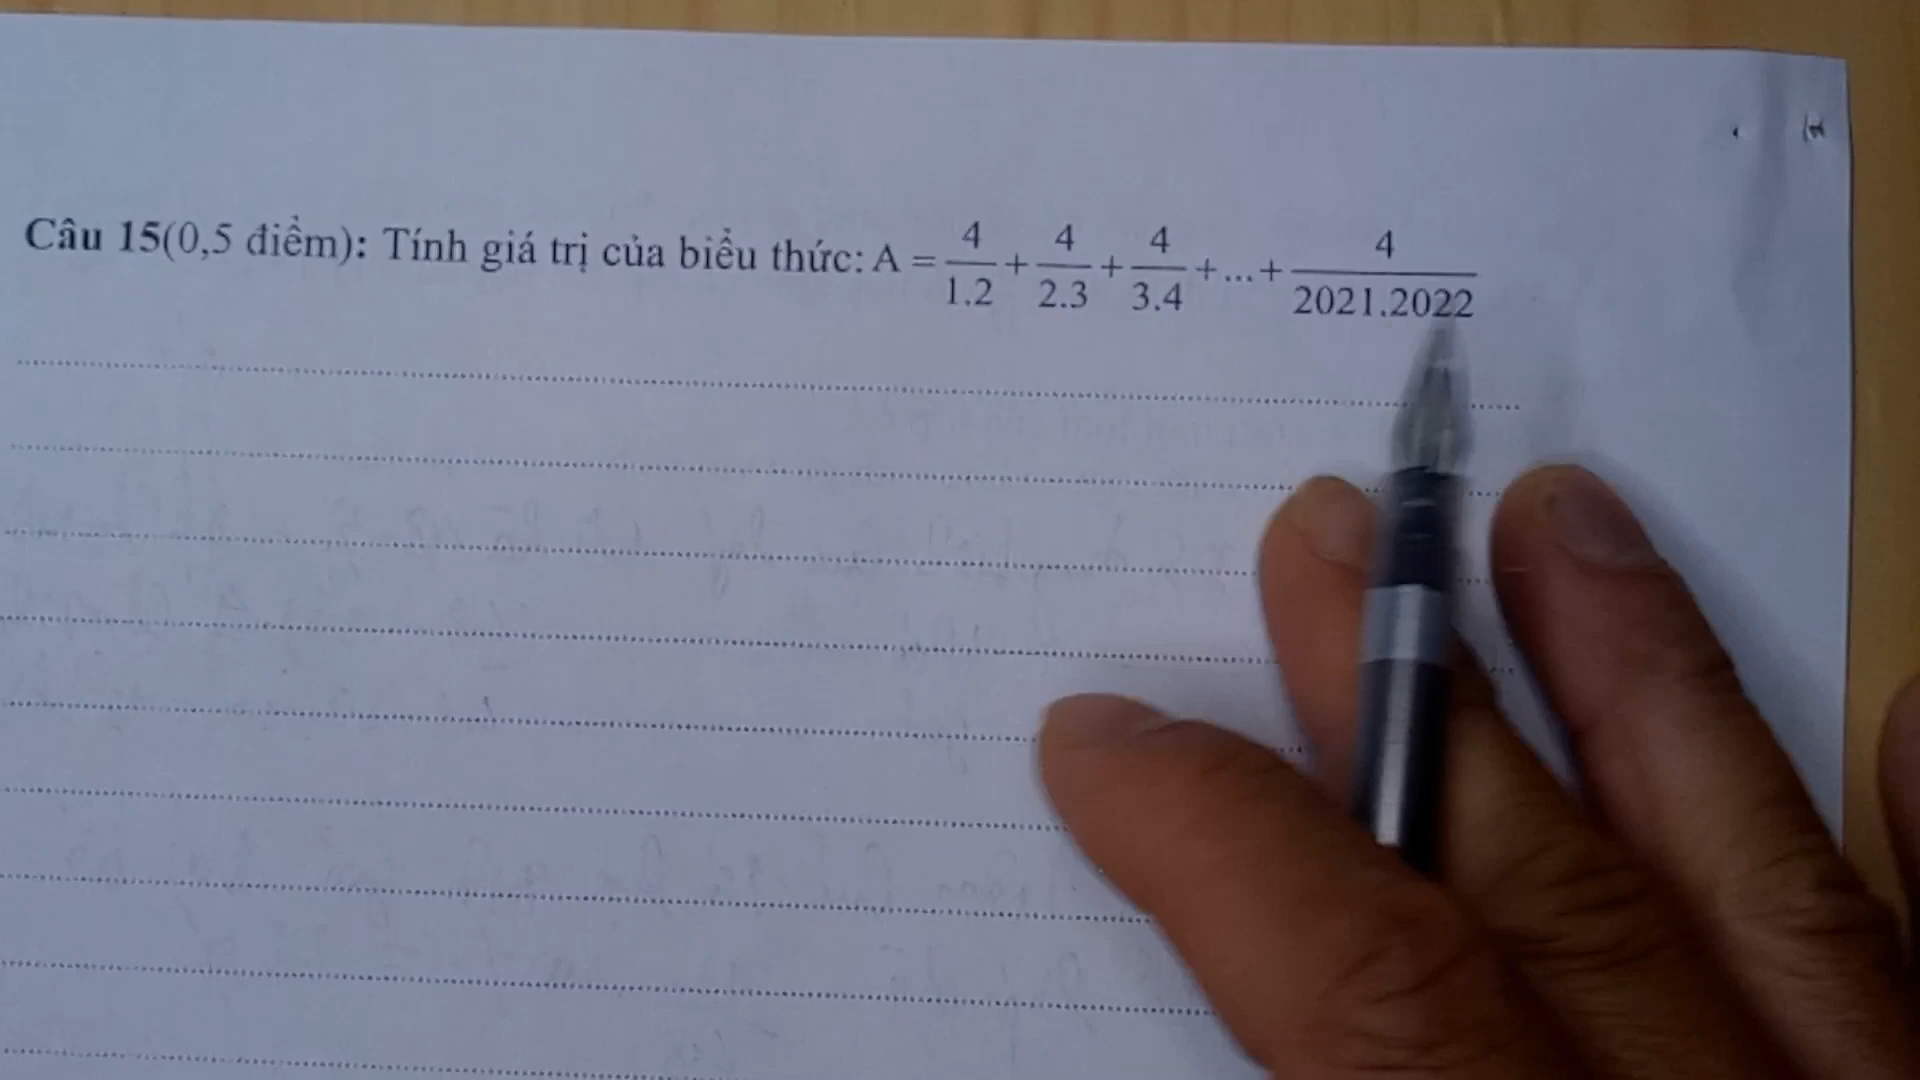 Câu 15(0,5 điểm): Tính giá trị của biểu thức: A = 4/1.2 + 4/2.3 + 4/3.4 + ... + 4/2021.2022